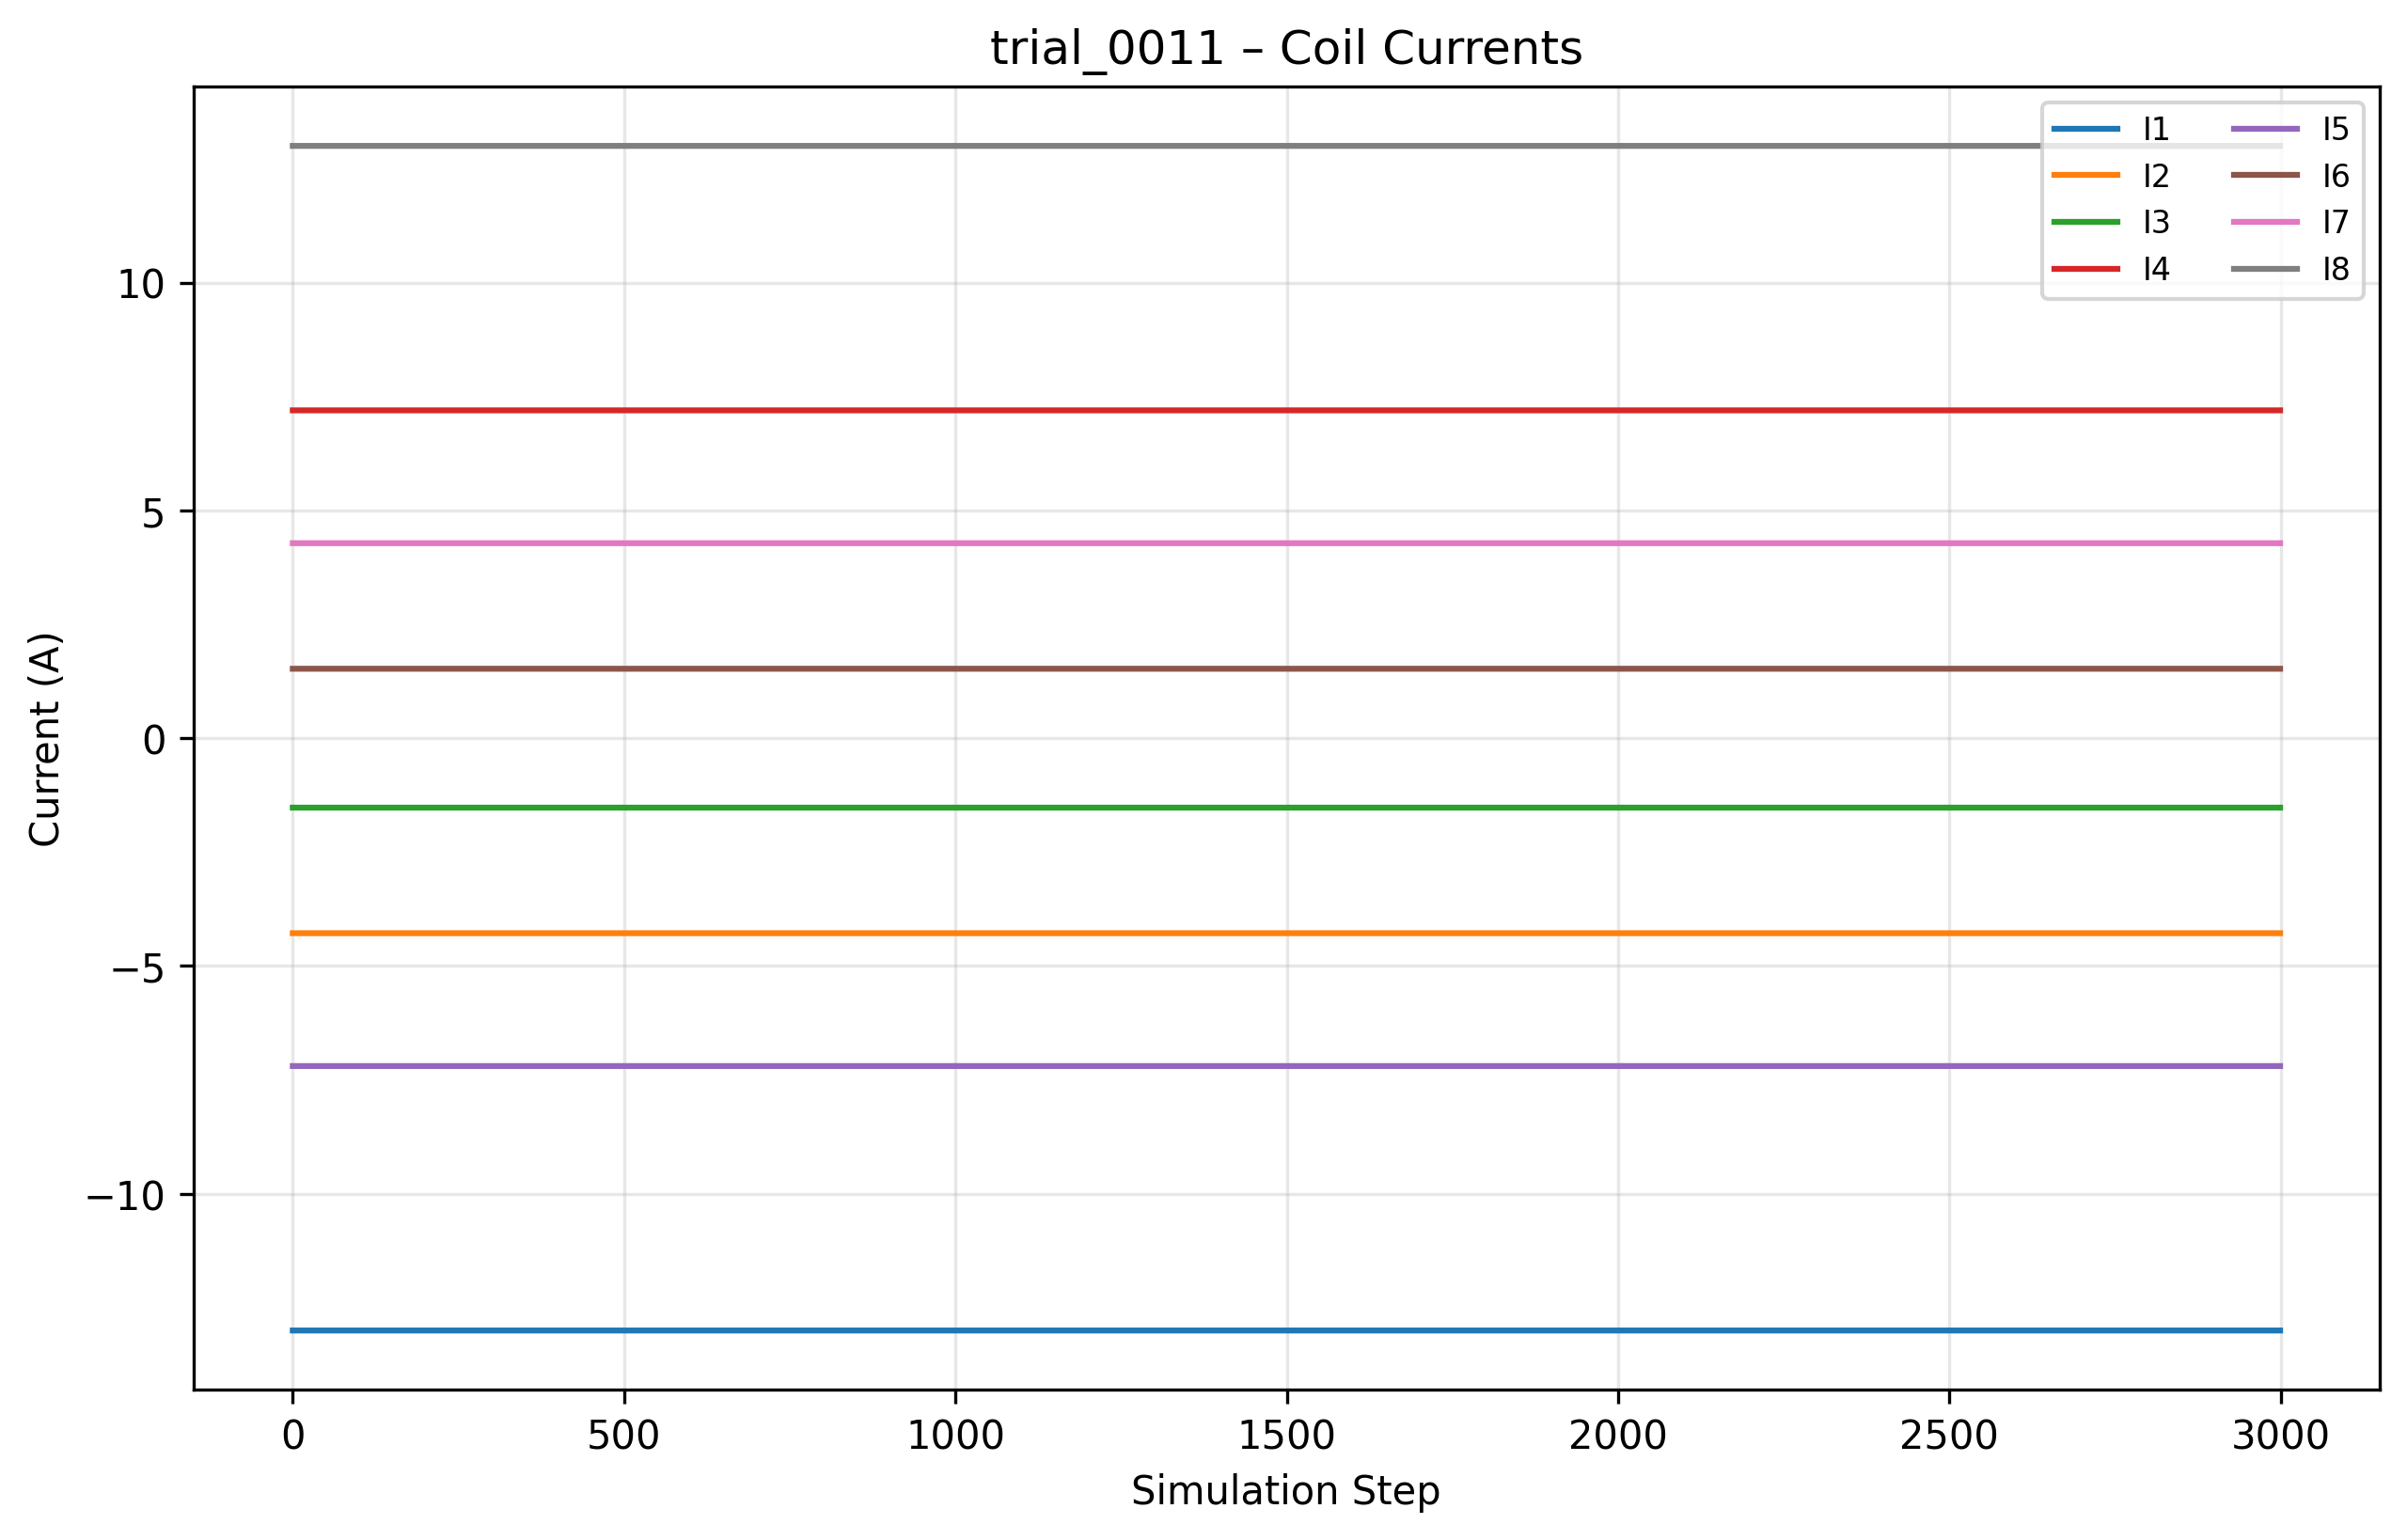 trial_0011 – Coil Currents
I1 I5
I2 I6
I3 I7
I4 I8
10
5
0
−5
−10
Current (A)
0 500 1000 1500 2000 2500 3000
Simulation Step